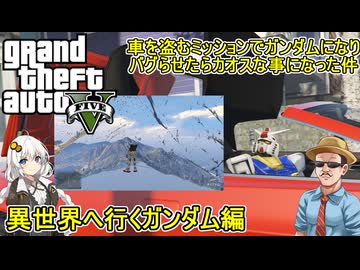 grand
theft
auto
V
FIVE
車を盗むミッションでガンダムになり
バグらせたらカオスな事になった件
異世界へ行くガンダム編